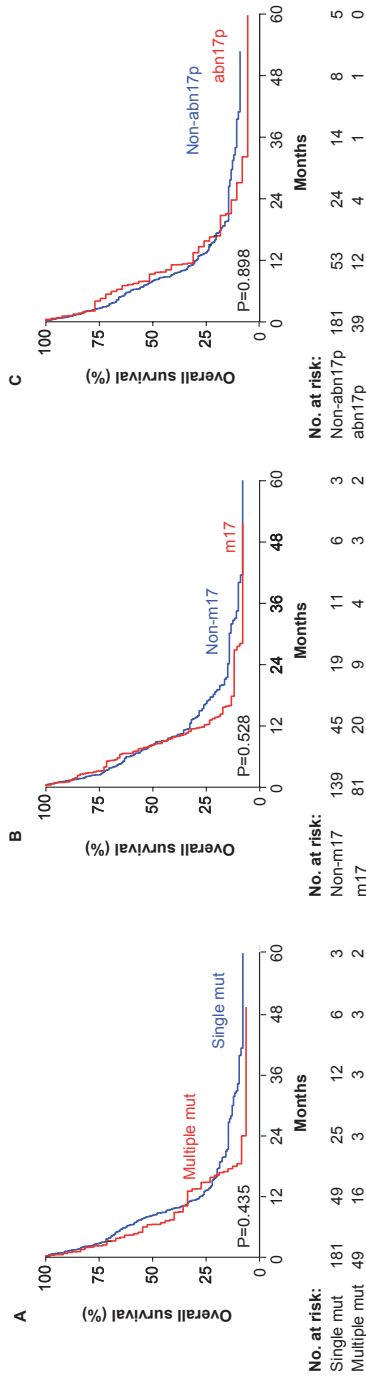 A
Overall survival (%)
100
75
50
25
0
Multiple mut
Single mut
P=0.435
0 12 24 36 48 60
Months
No. at risk:
Single mut 181 49 25 12 6 3
Multiple mut 49 16 3 3 3 2
B
Overall survival (%)
100
75
50
25
0
Non-m17
m17
P=0.528
0 12 24 36 48 60
Months
No. at risk:
Non-m17 139 45 19 11 6 3
m17 81 20 9 4 3 2
C
Overall survival (%)
100
75
50
25
0
Non-abn17p
abn17p
P=0.898
0 12 24 36 48 60
Months
No. at risk:
Non-abn17p 181 53 24 14 8 5
abn17p 39 12 4 1 1 0